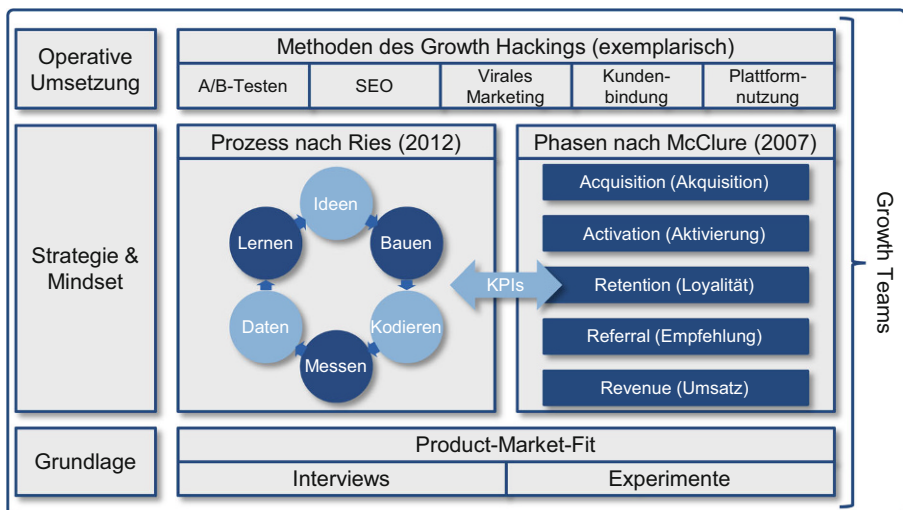 Operative
Umsetzung
Methoden des Growth Hackings (exemplarisch)
A/B-Testen
SEO
Virales
Marketing
Kunden-
bindung
Plattform-
nutzung
Strategie &
Mindset
Prozess nach Ries (2012)
Ideen
Bauen
Kodieren
Messen
Daten
Lernen
KPIs
Phasen nach McClure (2007)
Acquisition (Akquisition)
Activation (Aktivierung)
Retention (Loyalität)
Referral (Empfehlung)
Revenue (Umsatz)
Grundlage
Product-Market-Fit
Interviews
Experimente
Growth Teams